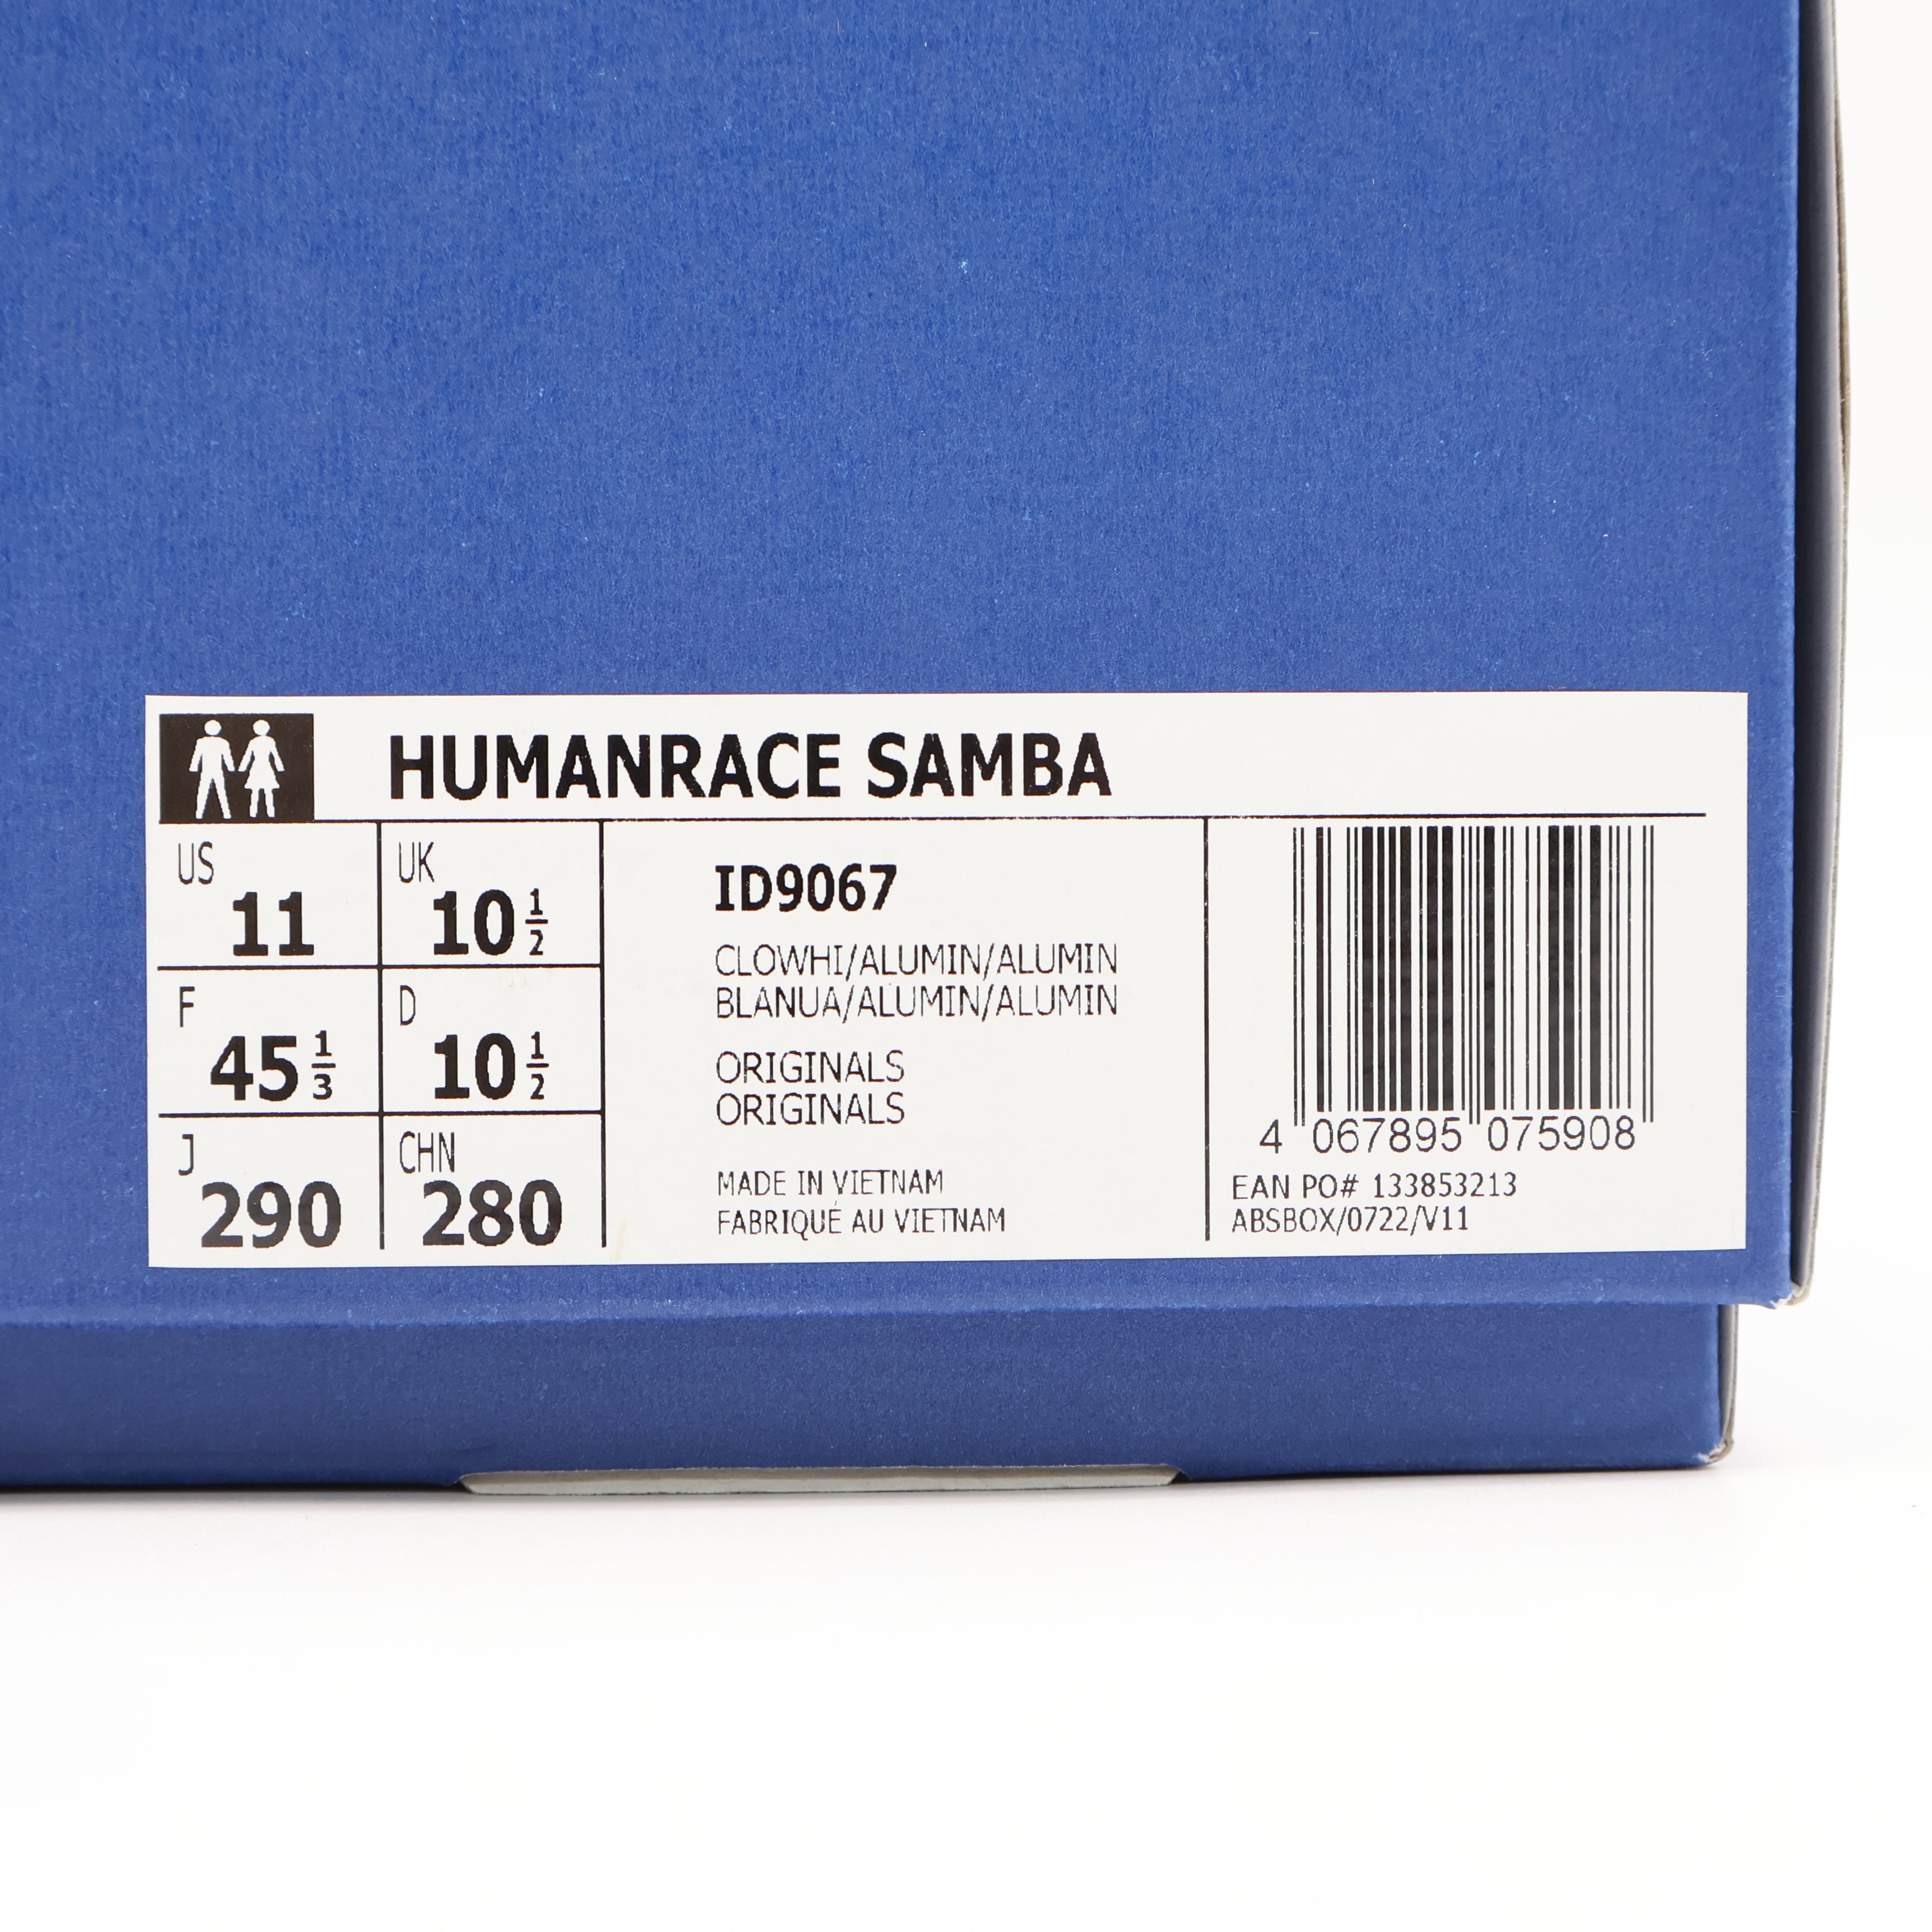 HUMANRACE SAMBA
US 11
UK 10 1/2
F 45 1/3
D 10 1/2
J 290
CHN 280
ID9067
CLOWHI/ALUMIN/ALUMIN
BLANUA/ALUMIN/ALUMIN
ORIGINALS
ORIGINALS
MADE IN VIETNAM
FABRIQUÉ AU VIETNAM
4 067895 075908
EAN PO# 133853213
ABSBOX/0722/V11